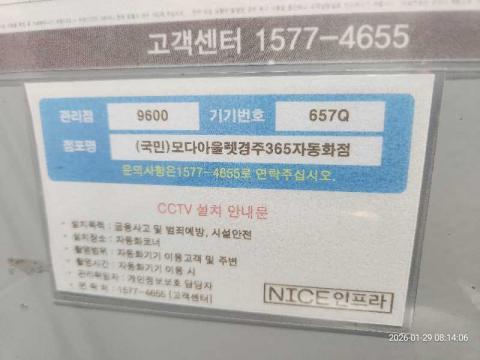 고객센터 1577-4655
관리점 9600 기기번호 657Q
점포명 (국민)모다아울렛경주365자동화점
문의사항은1577-4655로 연락주십시오.
CCTV 설치 안내문
• 설치목적 : 금융사고 및 범죄예방, 시설안전
• 설치장소 : 자동화코너
• 촬영범위 : 자동화기기 이용고객 및 주변
• 촬영시간 : 자동화기기 이용 시
• 관리책임자 : 개인정보보호 담당자
• 연 락 처 : 1577-4655 (고객센터)
NICE인프라
2026-01-29 08:14:06